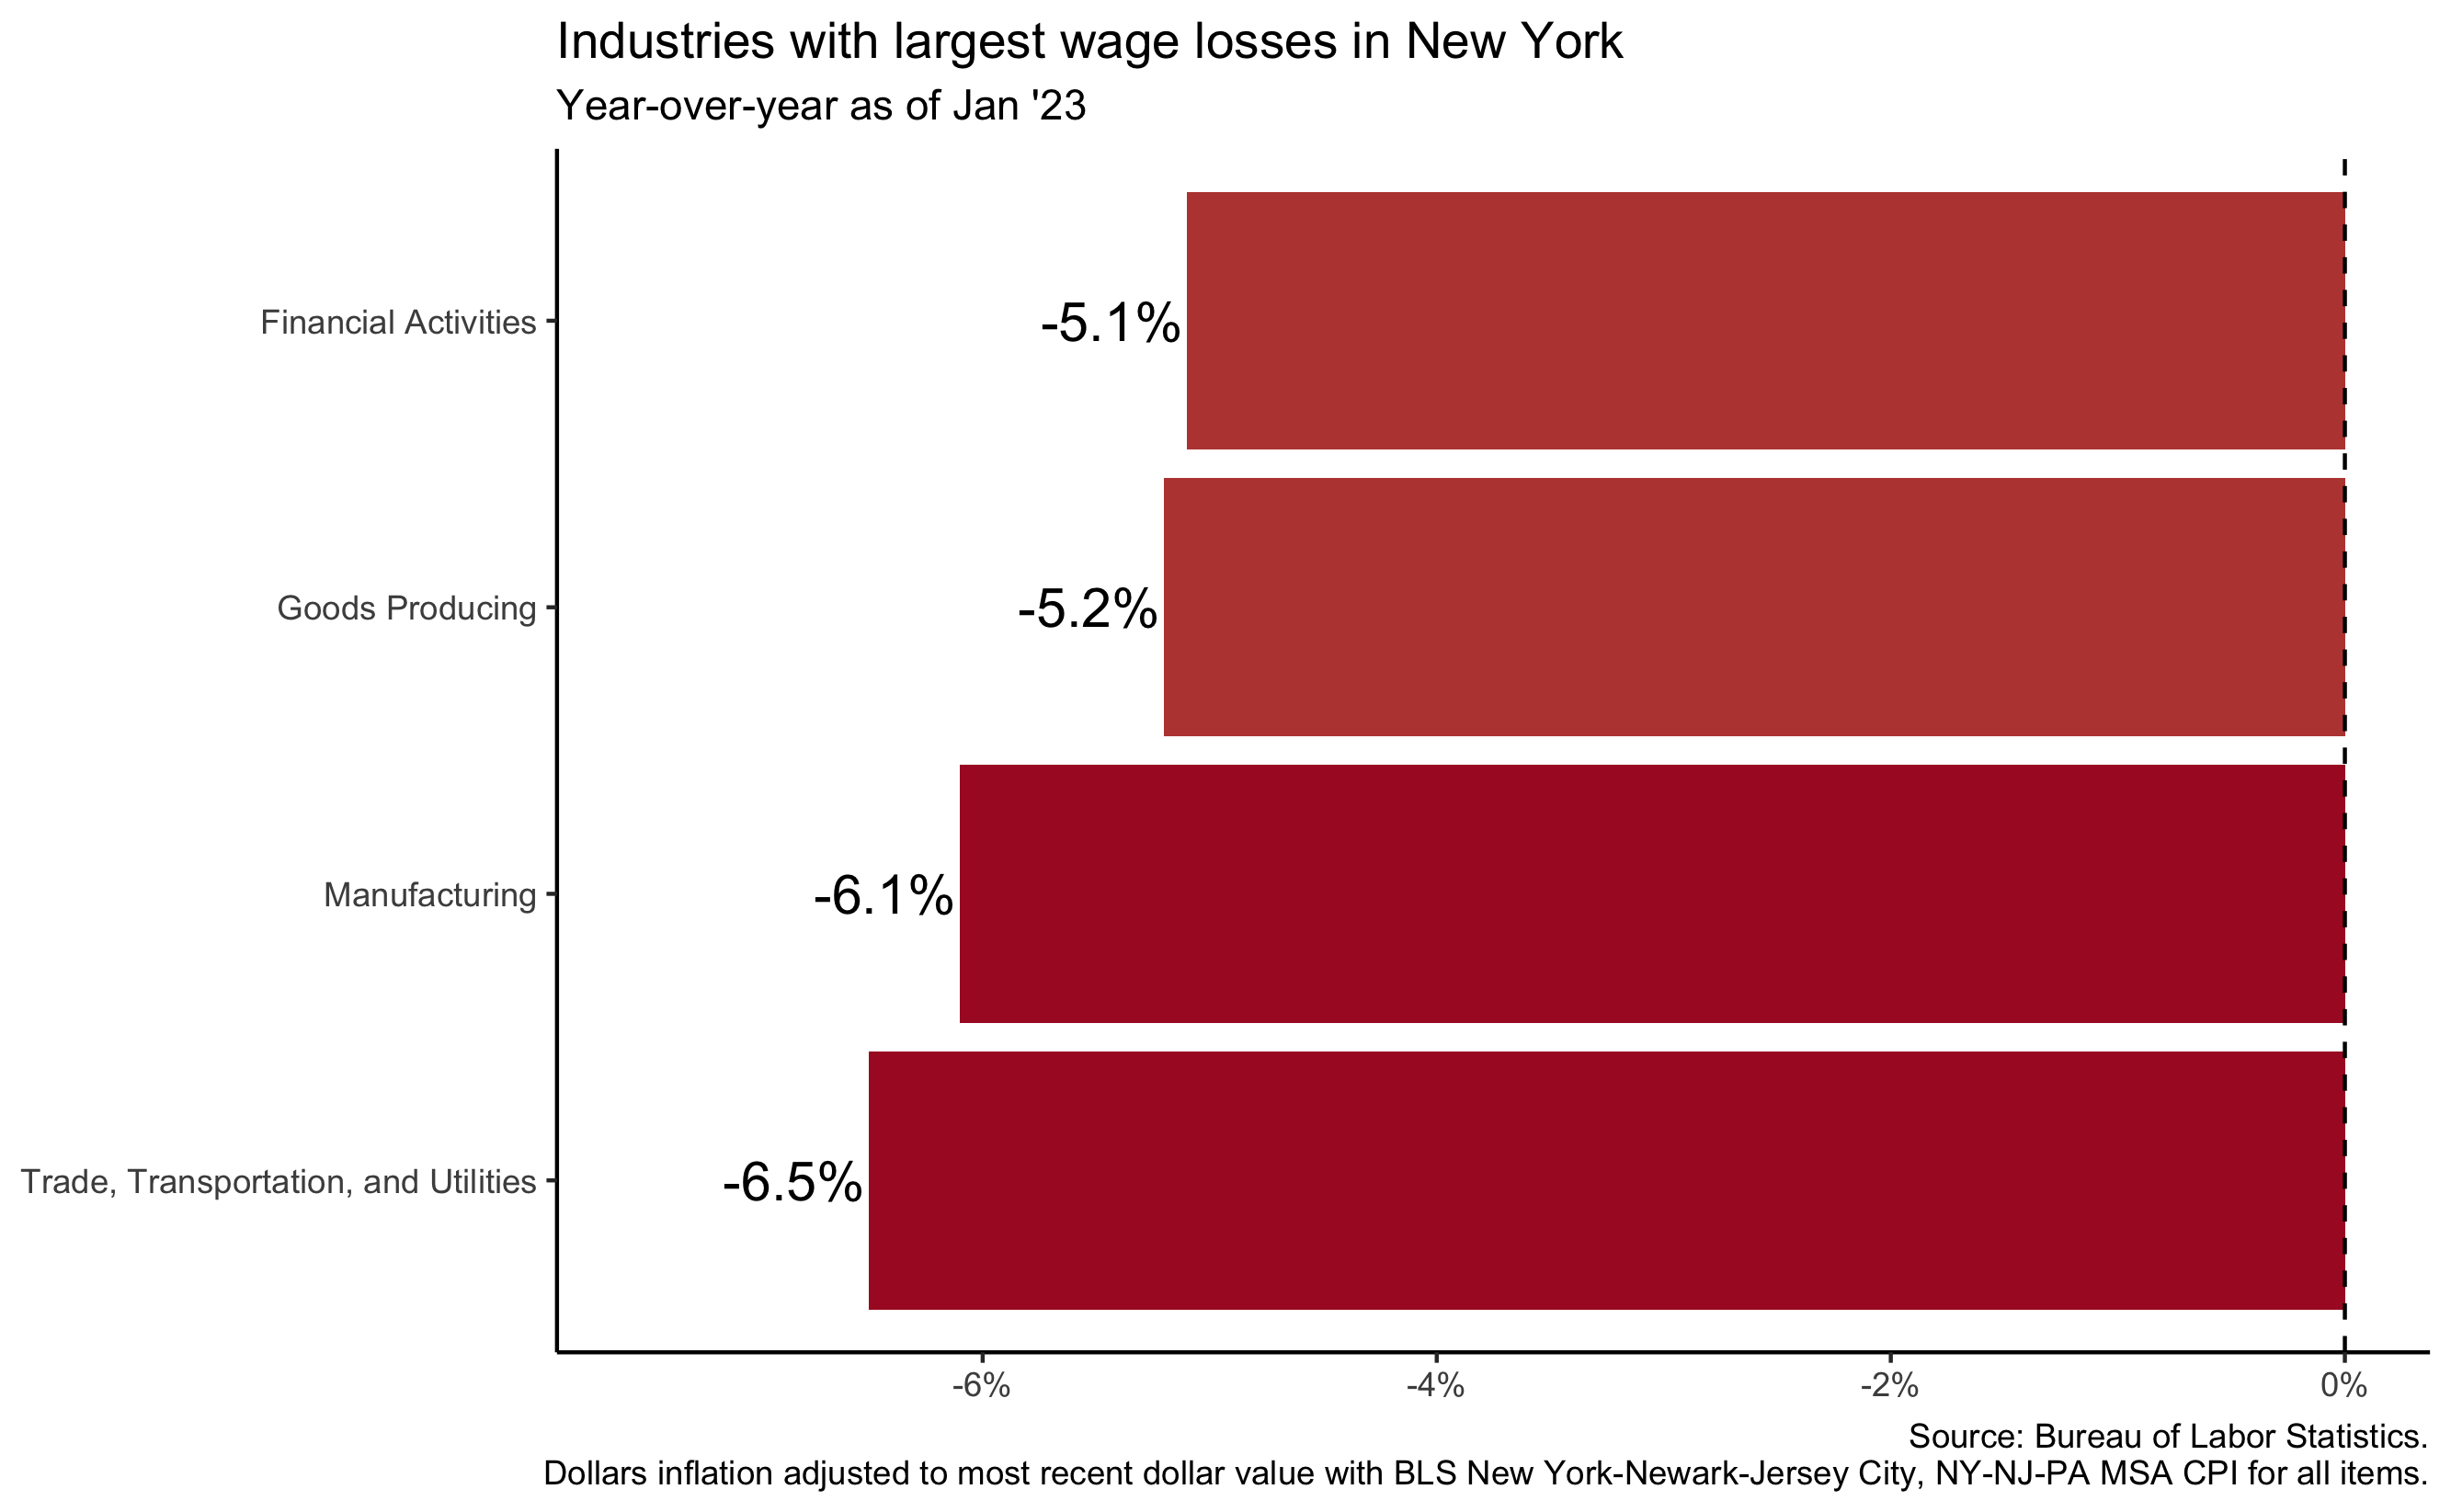 Industries with largest wage losses in New York
Year-over-year as of Jan '23
Financial Activities
-5.1%
Goods Producing
-5.2%
Manufacturing
-6.1%
Trade, Transportation, and Utilities
-6.5%
-6%
-4%
-2%
0%
Source: Bureau of Labor Statistics.
Dollars inflation adjusted to most recent dollar value with BLS New York-Newark-Jersey City, NY-NJ-PA MSA CPI for all items.